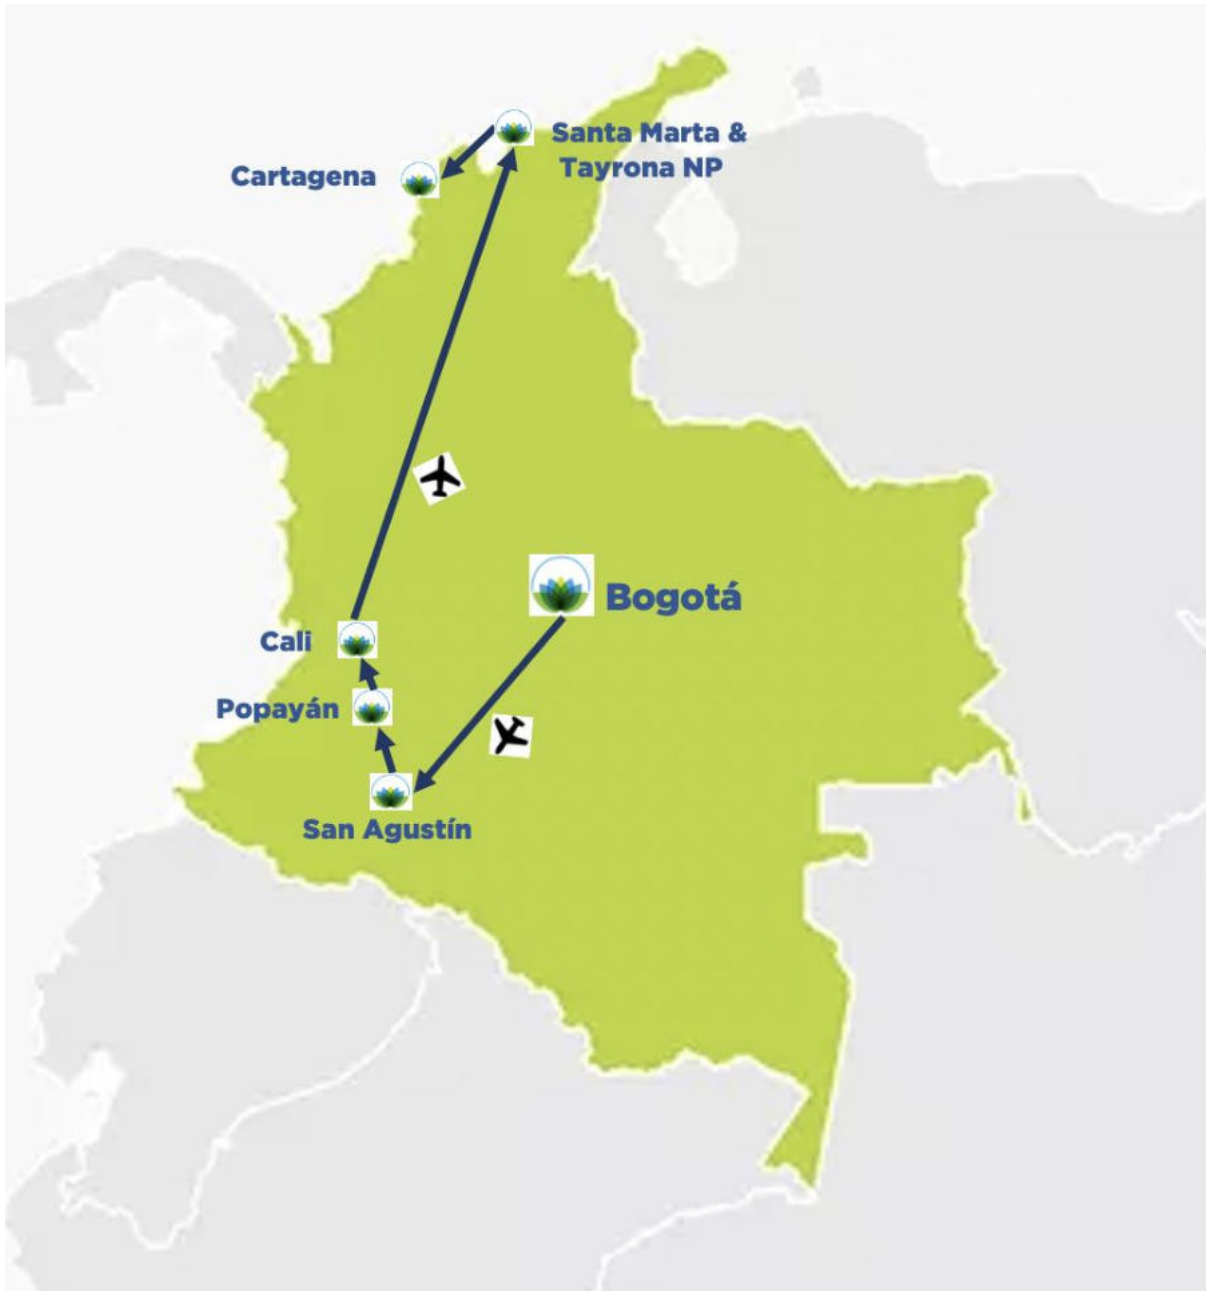 Santa Marta &
Tayrona NP
Cartagena
Bogotá
Cali
Popayán
San Agustín